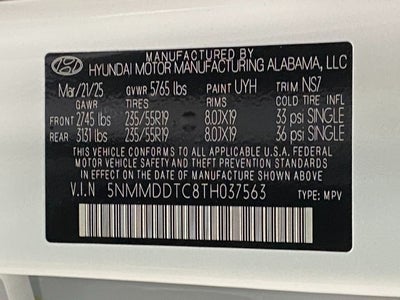 MANUFACTURED BY
HYUNDAI MOTOR MANUFACTURING ALABAMA, LLC
Mar/21/25 GVWR 5765 lbs PAINT UYH TRIM NS7
GAWR TIRES RIMS COLD TIRE INFL
FRONT 2745 lbs 235/55R19 8.0JX19 33 psi SINGLE
REAR 3131 lbs 235/55R19 8.0JX19 36 psi SINGLE
THIS VEHICLE CONFORMS TO ALL APPLICABLE U.S.A. FEDERAL
MOTOR VEHICLE SAFETY STANDARDS IN EFFECT ON THE
DATE OF MANUFACTURE SHOWN ABOVE.
V.I.N 5NMMDDTC8TH037563 TYPE: MPV